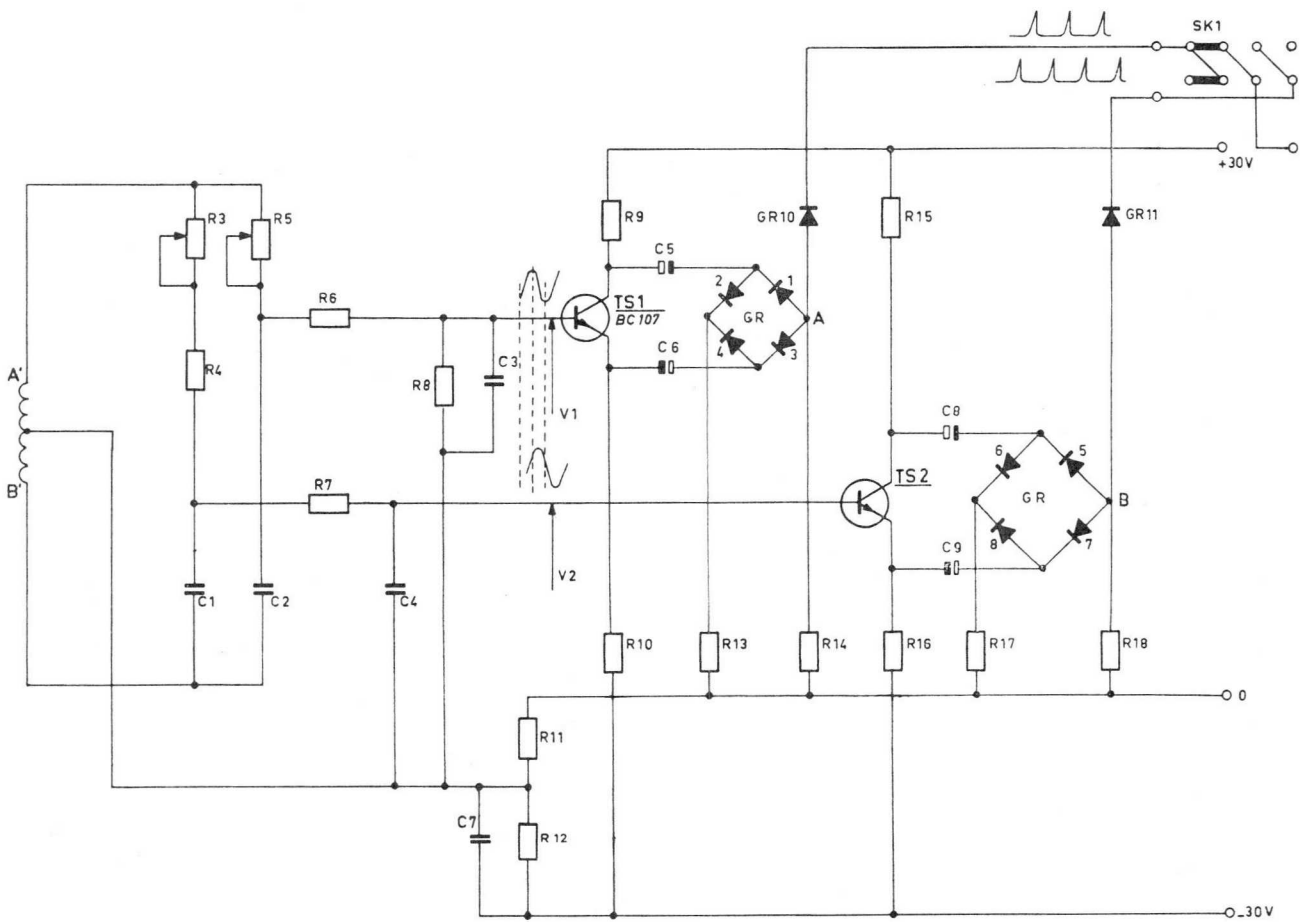 SK1
+30V
R3
R5
R9
GR10
R15
GR11
C5
R6
TS1
BC107
2
1
GR
A
4
3
C6
R4
R8
C3
A'
B'
V1
C8
R7
TS2
6
5
GR
B
8
7
C9
V2
C1
C2
C4
R10
R13
R14
R16
R17
R18
0
R11
C7
R12
-30V